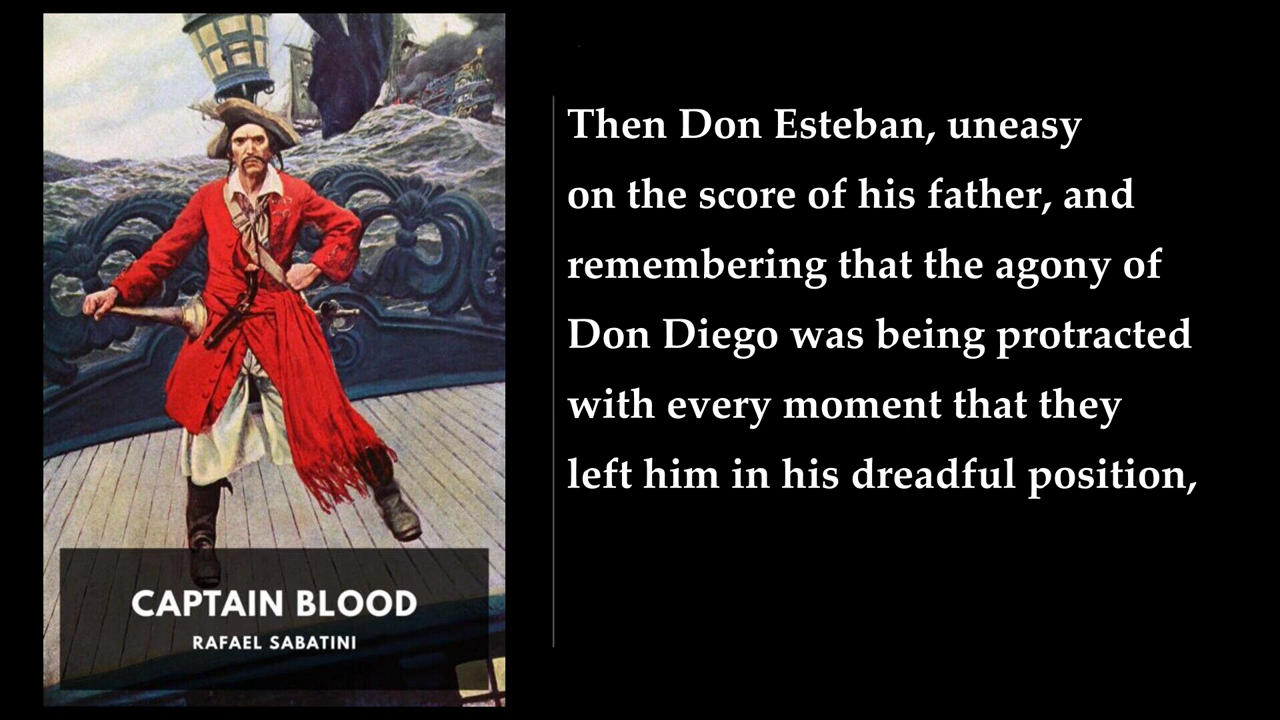 CAPTAIN BLOOD
RAFAEL SABATINI
Then Don Esteban, uneasy
on the score of his father, and
remembering that the agony of
Don Diego was being protracted
with every moment that they
left him in his dreadful position,